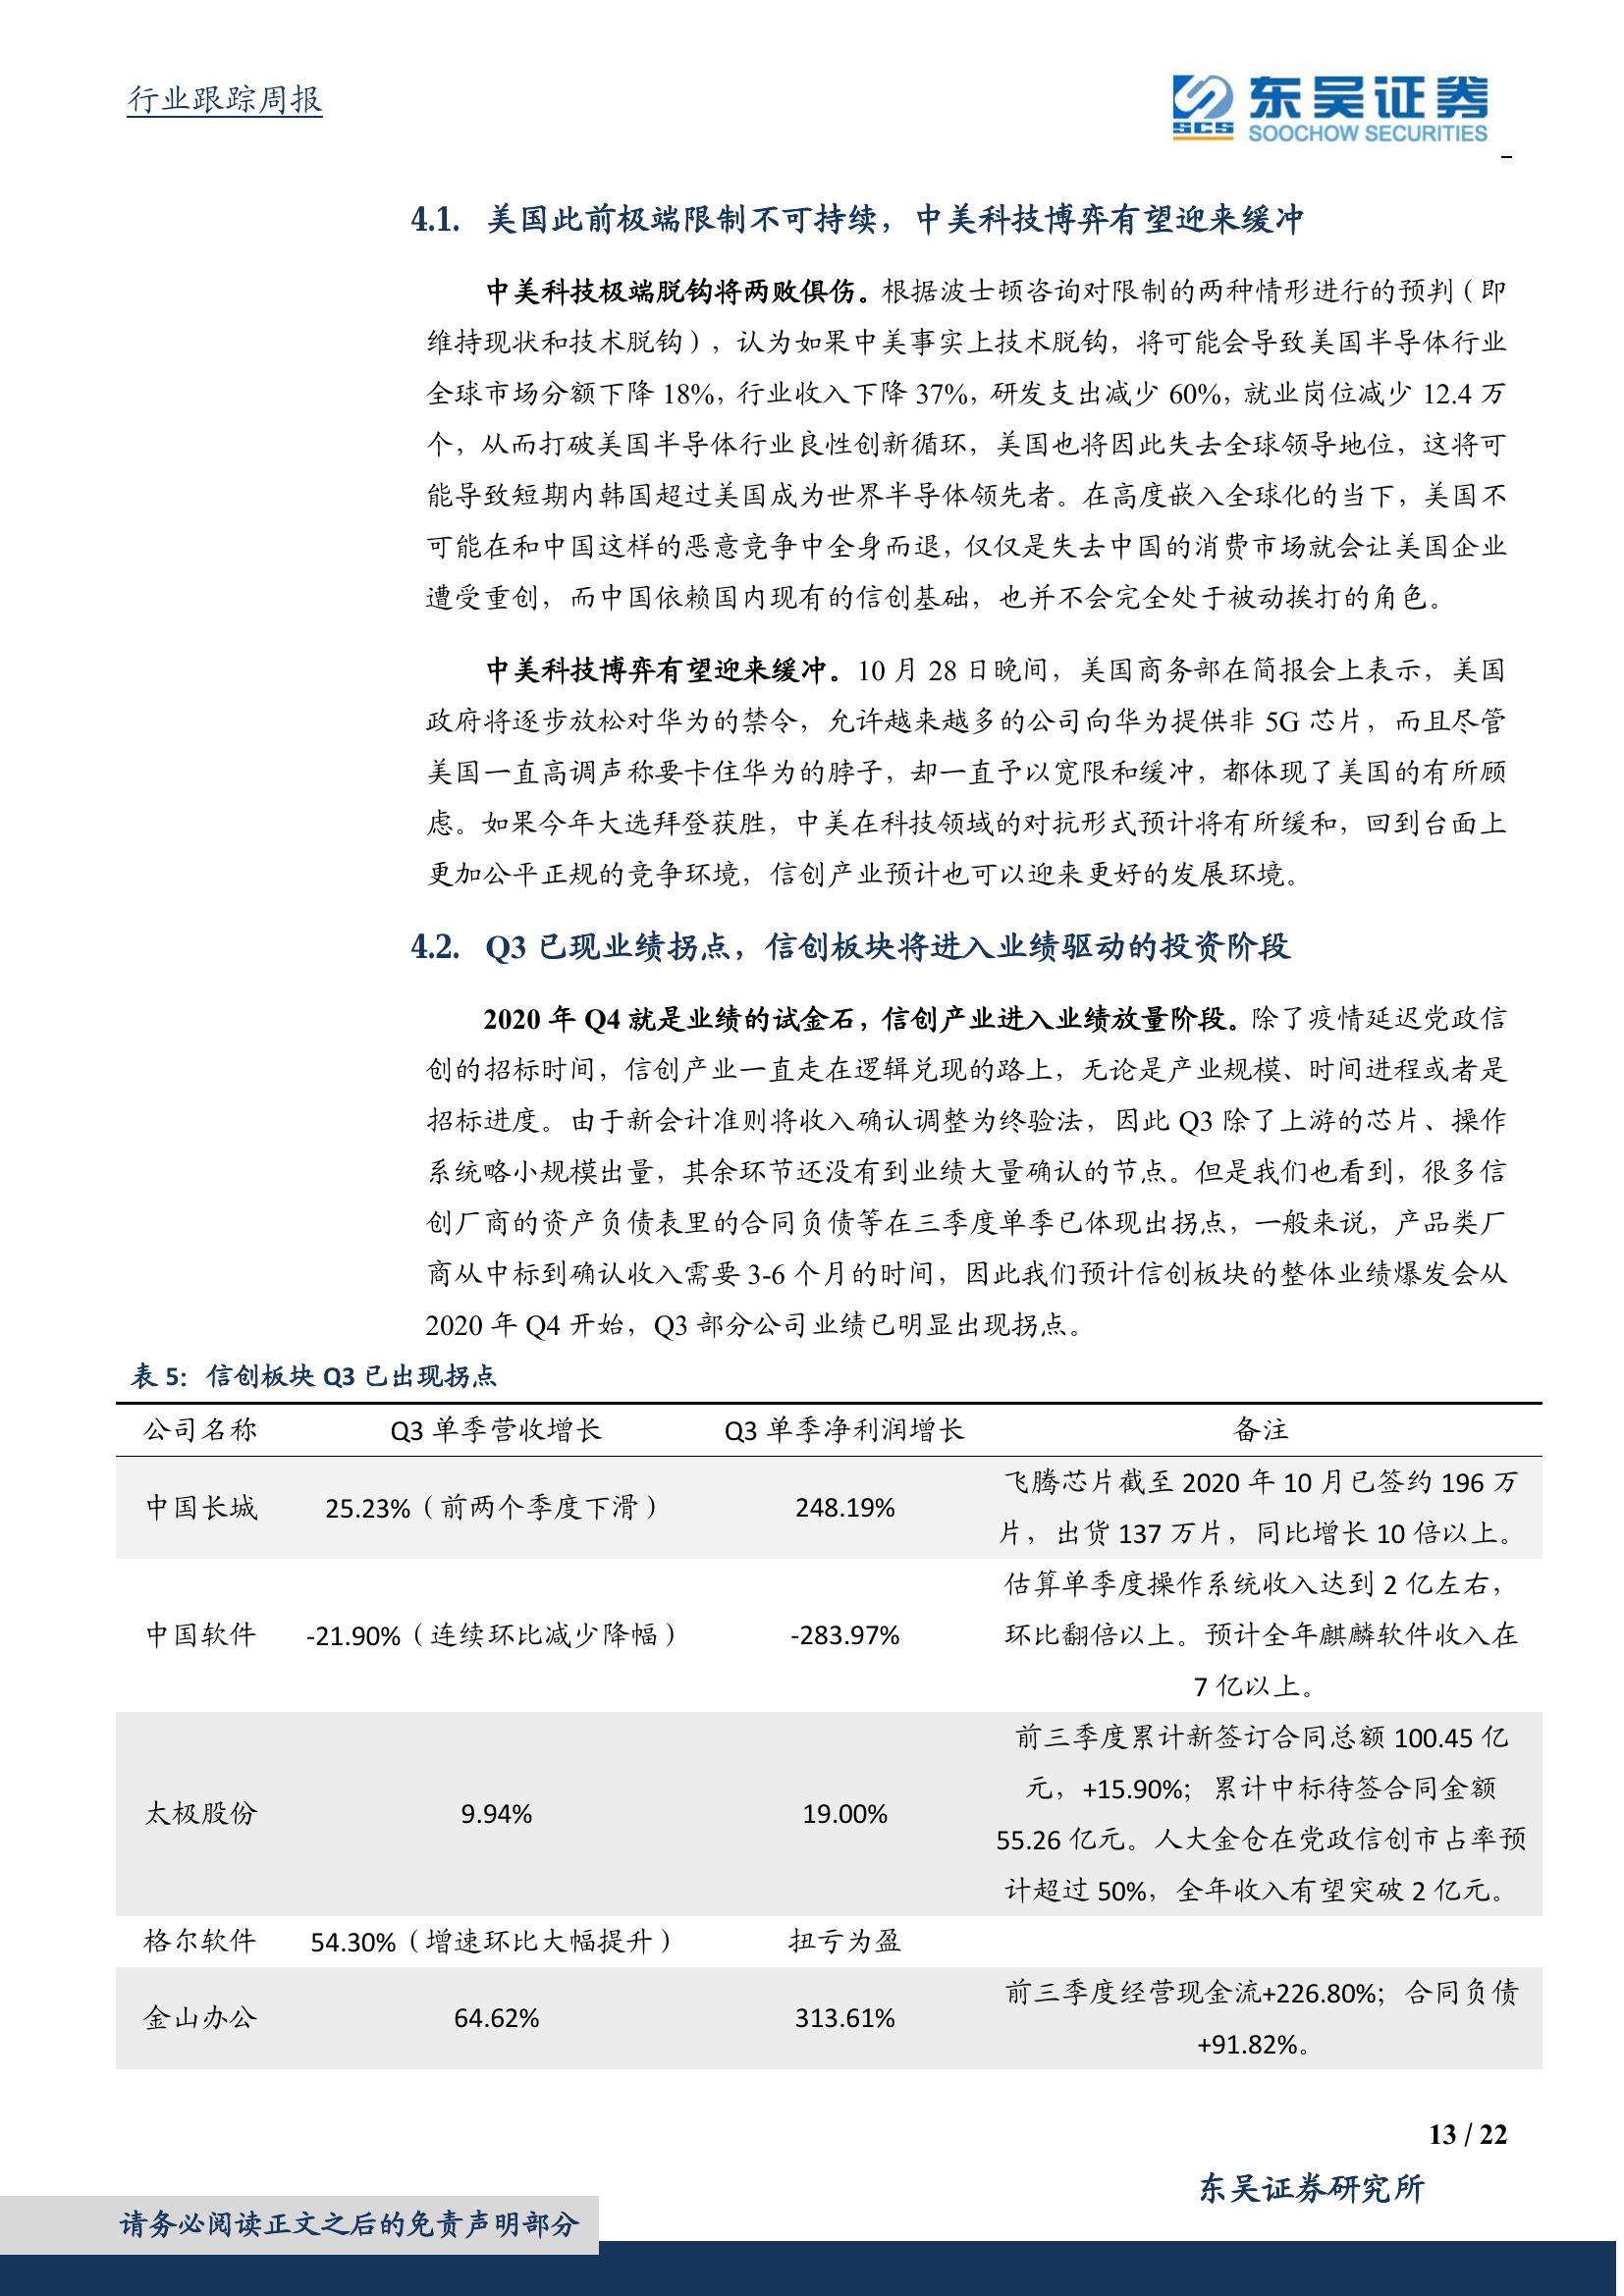 行业跟踪周报
SCS
东吴证券
SOOCHOW SECURITIES
4.1. 美国此前极端限制不可持续，中美科技博弈有望迎来缓冲
中美科技极端脱钩将两败俱伤。根据波士顿咨询对限制的两种情形进行的预判（即
维持现状和技术脱钩），认为如果中美事实上技术脱钩，将可能会导致美国半导体行业
全球市场分额下降 18%，行业收入下降 37%，研发支出减少 60%，就业岗位减少 12.4 万
个，从而打破美国半导体行业良性创新循环，美国也将因此失去全球领导地位，这将可
能导致短期内韩国超过美国成为世界半导体领先者。在高度嵌入全球化的当下，美国不
可能在和中国这样的恶意竞争中全身而退，仅仅是失去中国的消费市场就会让美国企业
遭受重创，而中国依赖国内现有的信创基础，也并不会完全处于被动挨打的角色。
中美科技博弈有望迎来缓冲。10 月 28 日晚间，美国商务部在简报会上表示，美国
政府将逐步放松对华为的禁令，允许越来越多的公司向华为提供非 5G 芯片，而且尽管
美国一直高调声称要卡住华为的脖子，却一直予以宽限和缓冲，都体现了美国的有所顾
虑。如果今年大选拜登获胜，中美在科技领域的对抗形式预计将有所缓和，回到台面上
更加公平正规的竞争环境，信创产业预计也可以迎来更好的发展环境。
4.2. Q3 已现业绩拐点，信创板块将进入业绩驱动的投资阶段
2020 年 Q4 就是业绩的试金石，信创产业进入业绩放量阶段。除了疫情延迟党政信
创的招标时间，信创产业一直走在逻辑兑现的路上，无论是产业规模、时间进程或者是
招标进度。由于新会计准则将收入确认调整为终验法，因此 Q3 除了上游的芯片、操作
系统略小规模出量，其余环节还没有到业绩大量确认的节点。但是我们也看到，很多信
创厂商的资产负债表里的合同负债等在三季度单季已体现出拐点，一般来说，产品类厂
商从中标到确认收入需要 3-6 个月的时间，因此我们预计信创板块的整体业绩爆发会从
2020 年 Q4 开始，Q3 部分公司业绩已明显出现拐点。
表 5：信创板块 Q3 已出现拐点
公司名称 Q3 单季营收增长 Q3 单季净利润增长 备注
中国长城 25.23%（前两个季度下滑） 248.19% 飞腾芯片截至 2020 年 10 月已签约 196 万
片，出货 137 万片，同比增长 10 倍以上。
中国软件 -21.90%（连续环比减少降幅） -283.97% 估算单季度操作系统收入达到 2 亿左右，
环比翻倍以上。预计全年麒麟软件收入在
7 亿以上。
太极股份 9.94% 19.00% 前三季度累计新签订合同总额 100.45 亿
元，+15.90%；累计中标待签合同金额
55.26 亿元。人大金仓在党政信创市占率预
计超过 50%，全年收入有望突破 2 亿元。
格尔软件 54.30%（增速环比大幅提升） 扭亏为盈
金山办公 64.62% 313.61% 前三季度经营现金流+226.80%；合同负债
+91.82%。
13 / 22
东吴证券研究所
请务必阅读正文之后的免责声明部分